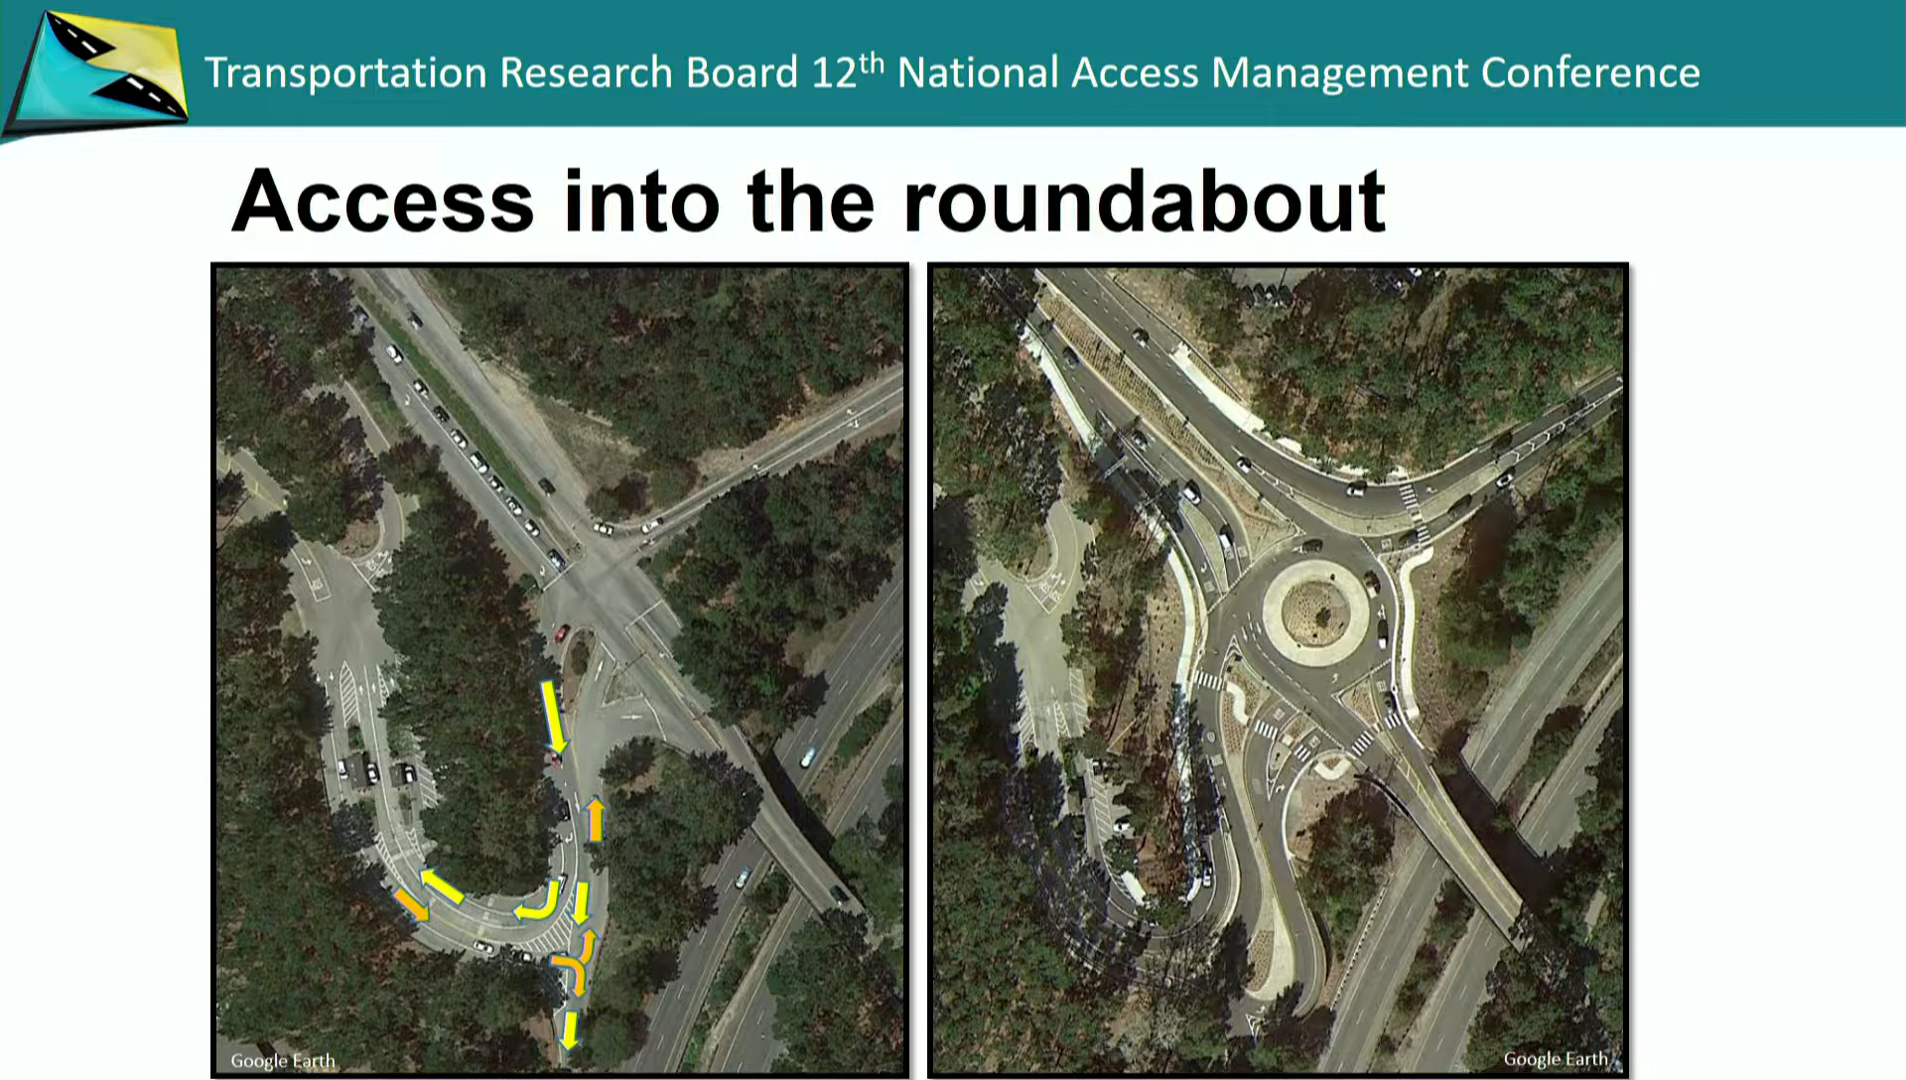 Transportation Research Board 12th National Access Management Conference
Access into the roundabout
Google Earth
Google Earth